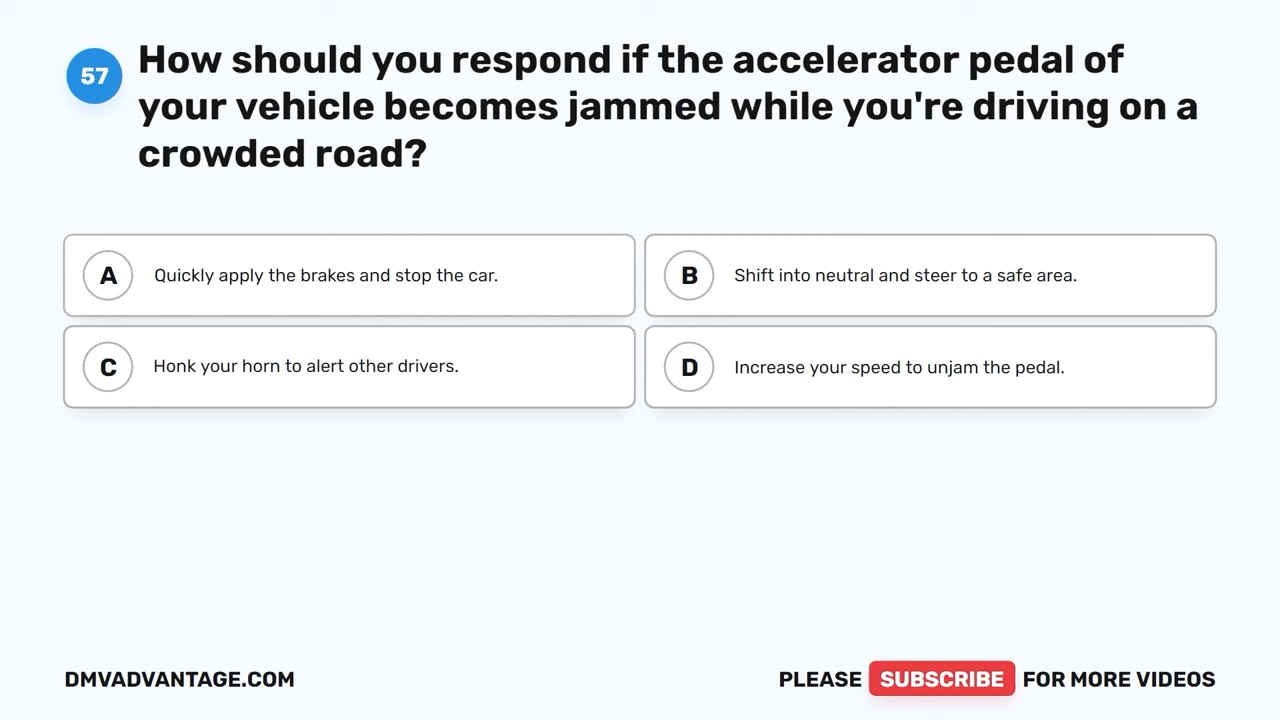 57
How should you respond if the accelerator pedal of
your vehicle becomes jammed while you're driving on a
crowded road?
A Quickly apply the brakes and stop the car.
B Shift into neutral and steer to a safe area.
C Honk your horn to alert other drivers.
D Increase your speed to unjam the pedal.
DMVADVANTAGE.COM
PLEASE SUBSCRIBE FOR MORE VIDEOS